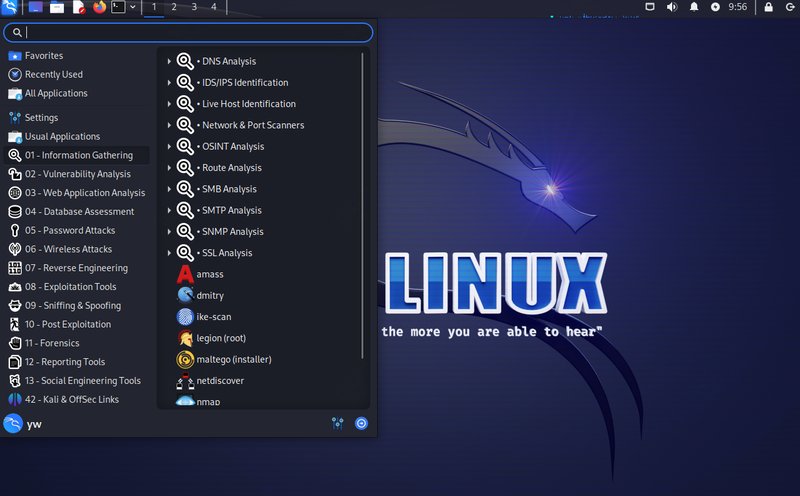 1 2 3 4
9:56
Favorites
Recently Used
All Applications
Settings
Usual Applications
01 - Information Gathering
02 - Vulnerability Analysis
03 - Web Application Analysis
04 - Database Assessment
05 - Password Attacks
06 - Wireless Attacks
07 - Reverse Engineering
08 - Exploitation Tools
09 - Sniffing & Spoofing
10 - Post Exploitation
11 - Forensics
12 - Reporting Tools
13 - Social Engineering Tools
42 - Kali & OffSec Links
• DNS Analysis
• IDS/IPS Identification
• Live Host Identification
• Network & Port Scanners
• OSINT Analysis
• Route Analysis
• SMB Analysis
• SMTP Analysis
• SNMP Analysis
• SSL Analysis
amass
dmitry
ike-scan
legion (root)
maltego (installer)
netdiscover
nmap
yw
LINUX
the more you are able to hear"